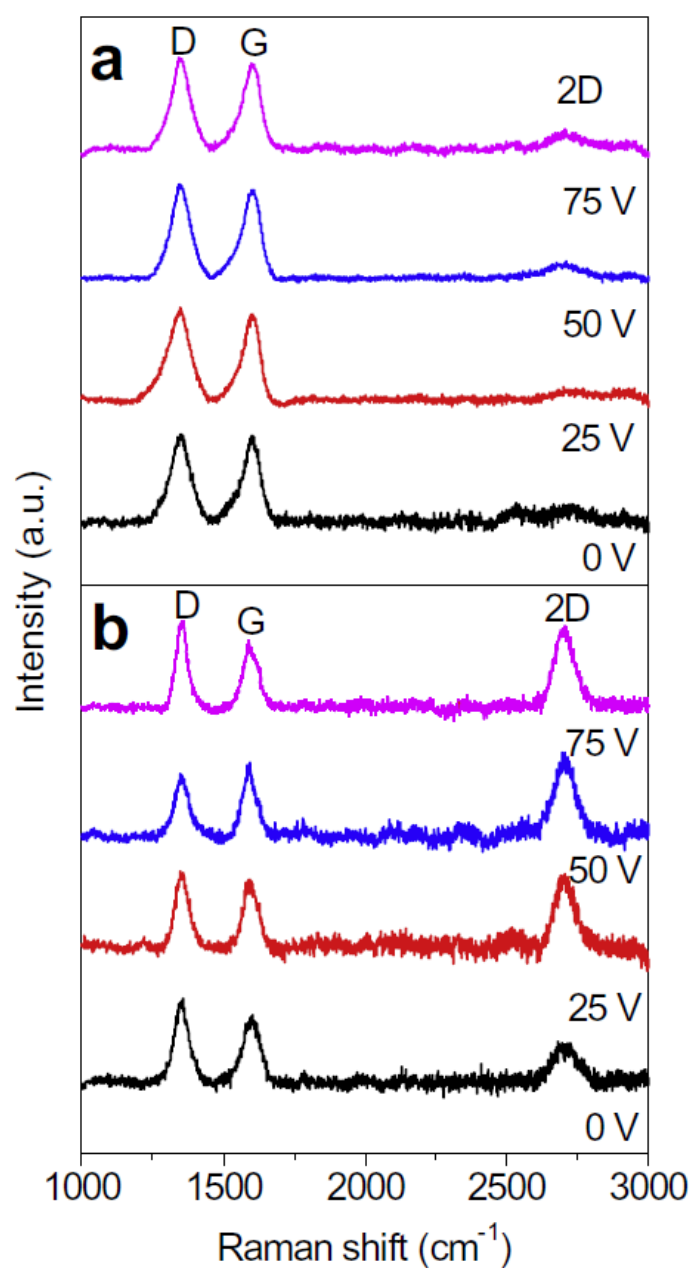 a
D
G
2D
75 V
50 V
25 V
0 V
b
D
G
2D
75 V
50 V
25 V
0 V
Intensity (a.u.)
1000 1500 2000 2500 3000
Raman shift (cm⁻¹)